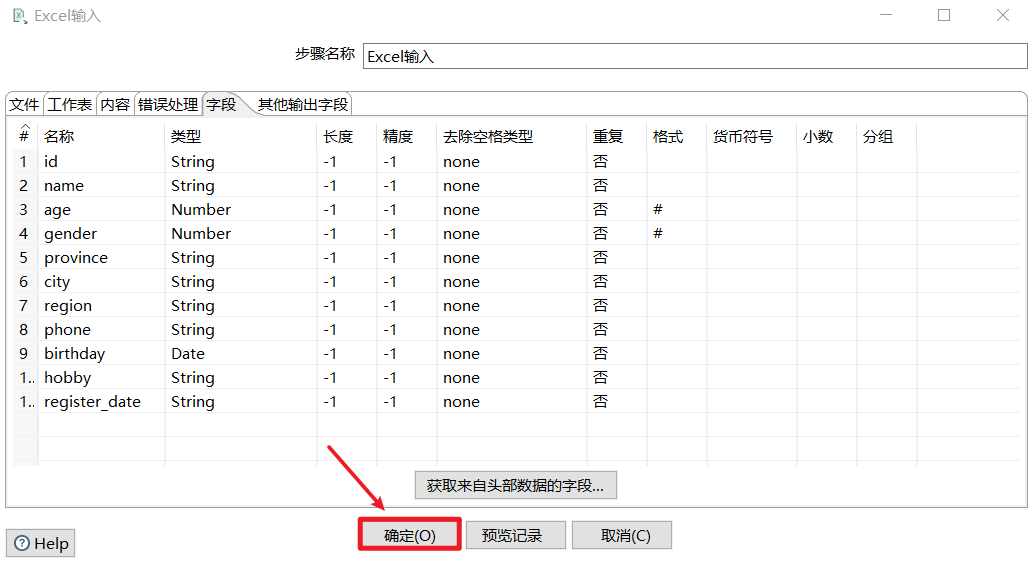 Excel输入
步骤名称 Excel输入
文件 工作表 内容 错误处理 字段 其他输出字段
# 名称 类型 长度 精度 去除空格类型 重复 格式 货币符号 小数 分组
1 id String -1 -1 none 否
2 name String -1 -1 none 否
3 age Number -1 -1 none 否 #
4 gender Number -1 -1 none 否 #
5 province String -1 -1 none 否
6 city String -1 -1 none 否
7 region String -1 -1 none 否
8 phone String -1 -1 none 否
9 birthday Date -1 -1 none 否
1.. hobby String -1 -1 none 否
1.. register_date String -1 -1 none 否
获取来自头部数据的字段...
确定(O) 预览记录 取消(C)
Help